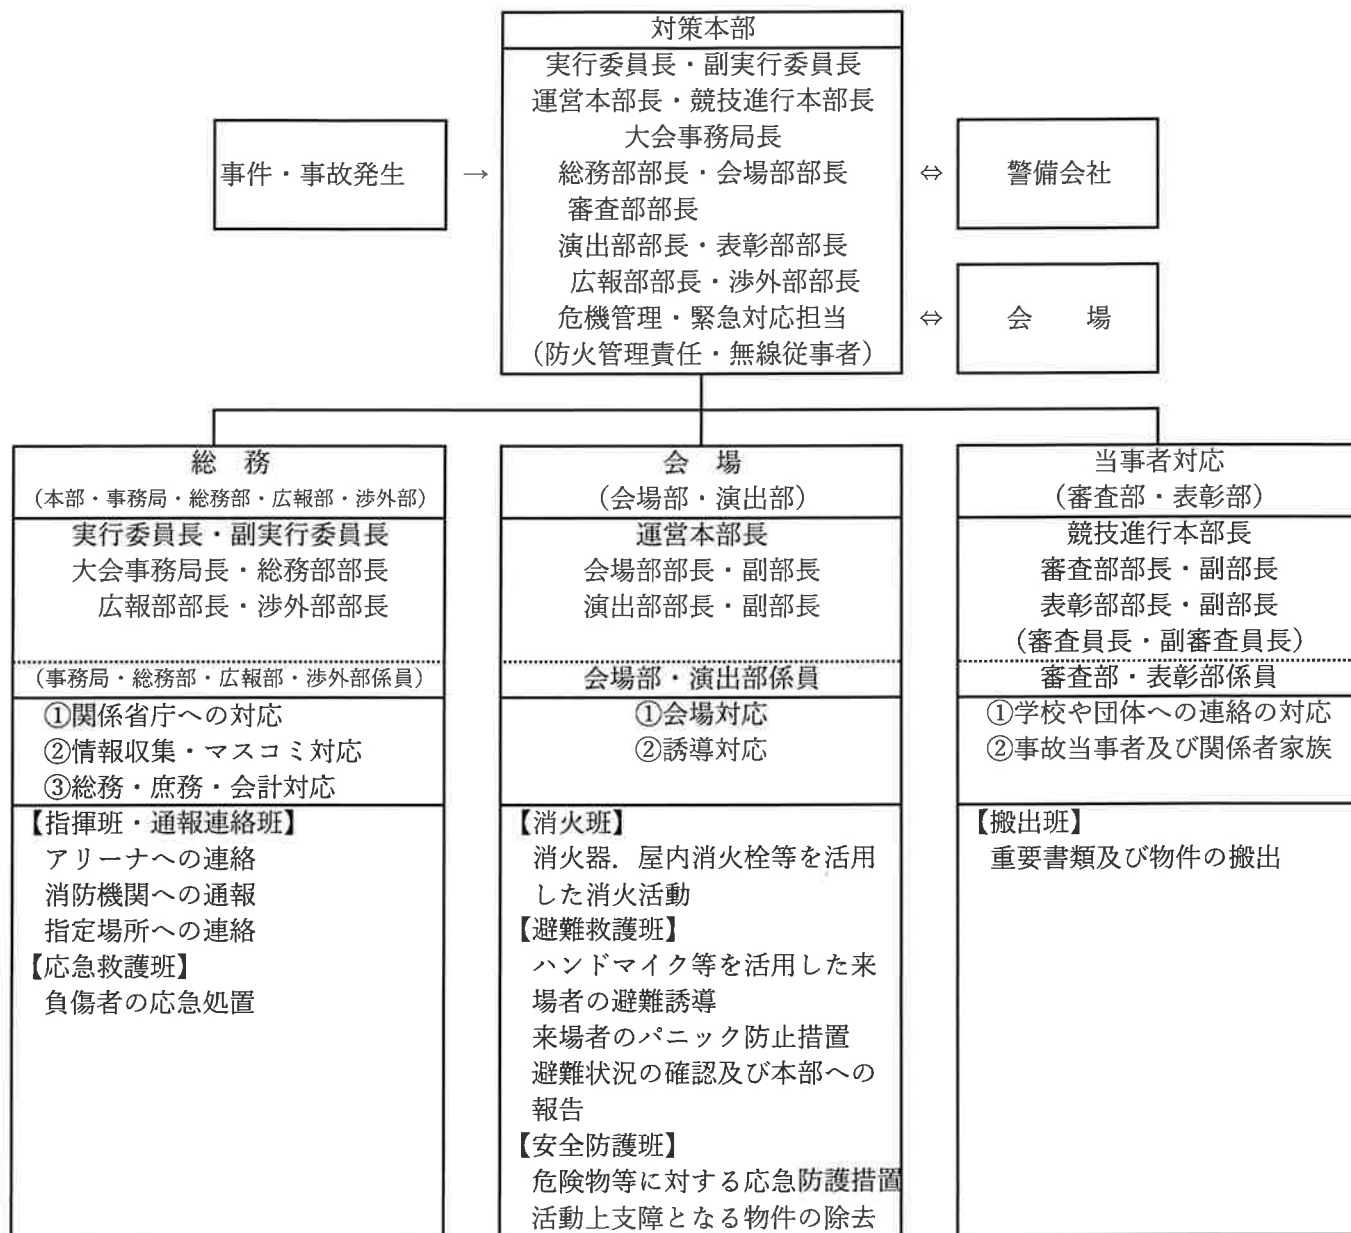 対策本部
実行委員長・副実行委員長
運営本部長・競技進行本部長
大会事務局長
総務部部長・会場部部長
審査部部長
演出部部長・表彰部部長
広報部部長・渉外部部長
危機管理・緊急対応担当
（防火管理責任・無線従事者）
事件・事故発生
→
⇔
警備会社
⇔
会　場
総　務
（本部・事務局・総務部・広報部・渉外部）
実行委員長・副実行委員長
大会事務局長・総務部部長
広報部部長・渉外部部長
（事務局・総務部・広報部・渉外部係員）
①関係省庁への対応
②情報収集・マスコミ対応
③総務・庶務・会計対応
【指揮班・通報連絡班】
アリーナへの連絡
消防機関への通報
指定場所への連絡
【応急救護班】
負傷者の応急処置
会　場
（会場部・演出部）
運営本部長
会場部部長・副部長
演出部部長・副部長
会場部・演出部係員
①会場対応
②誘導対応
【消火班】
消火器．屋内消火栓等を活用
した消火活動
【避難救護班】
ハンドマイク等を活用した来
場者の避難誘導
来場者のパニック防止措置
避難状況の確認及び本部への
報告
【安全防護班】
危険物等に対する応急防護措置
活動上支障となる物件の除去
当事者対応
（審査部・表彰部）
競技進行本部長
審査部部長・副部長
表彰部部長・副部長
（審査員長・副審査員長）
審査部・表彰部係員
①学校や団体への連絡の対応
②事故当事者及び関係者家族
【搬出班】
重要書類及び物件の搬出